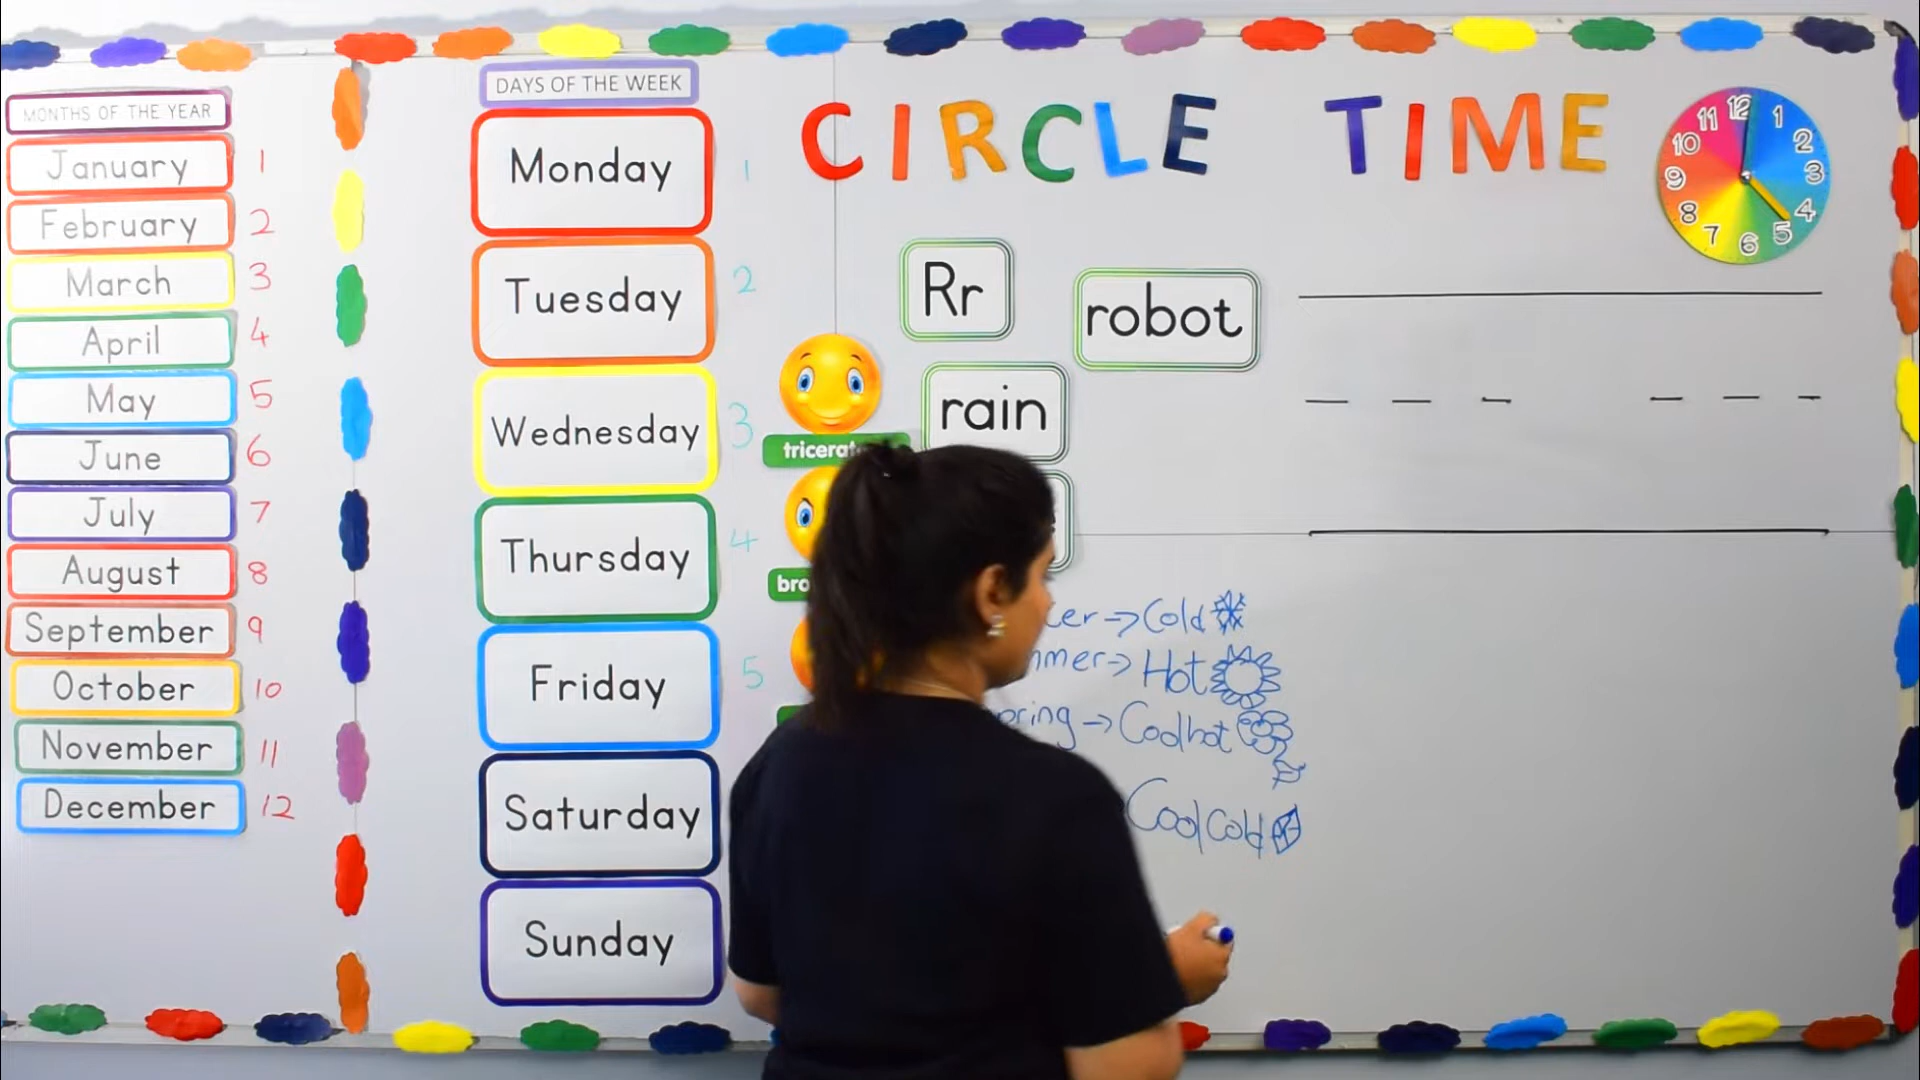 MONTHS OF THE YEAR
January 1
February 2
March 3
April 4
May 5
June 6
July 7
August 8
September 9
October 10
November 11
December 12
DAYS OF THE WEEK
Monday 1
Tuesday 2
Wednesday 3
Thursday 4
Friday 5
Saturday
Sunday
CIRCLE TIME
12 1 2 3 4 5 6 7 8 9 10 11
Rr
robot
rain
→ Cold
→ Hot
→ Cool hot
Cool Cold